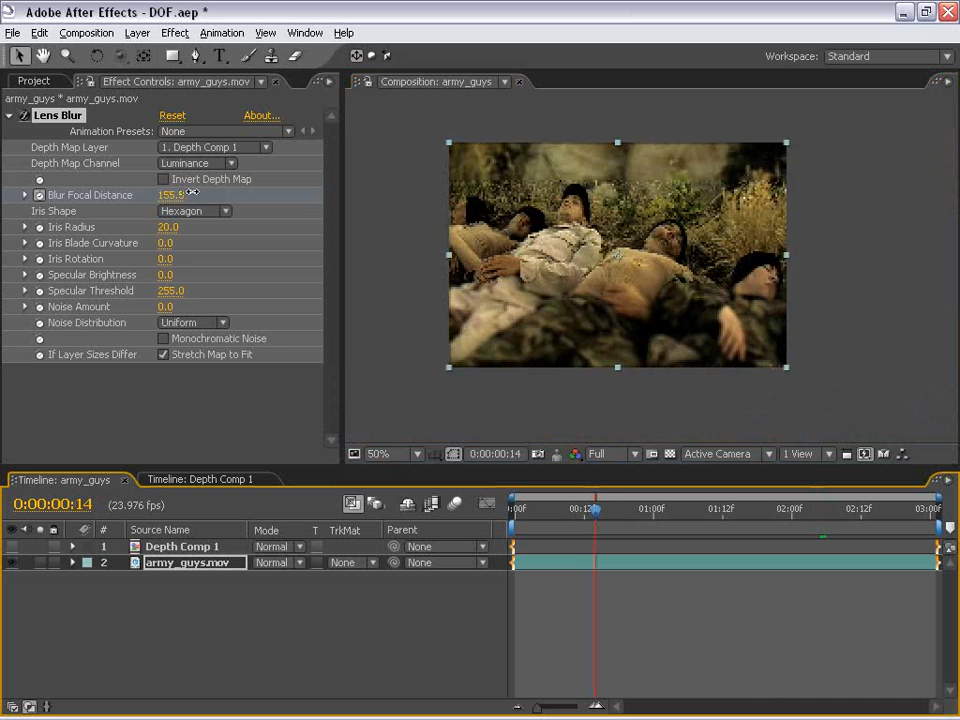 Adobe After Effects - DOF.aep *
File Edit Composition Layer Effect Animation View Window Help
Workspace: Standard
Project Effect Controls: army_guys.mov
army_guys * army_guys.mov
Lens Blur Reset About...
Animation Presets: None
Depth Map Layer 1. Depth Comp 1
Depth Map Channel Luminance
Invert Depth Map
Blur Focal Distance 155.5
Iris Shape Hexagon
Iris Radius 20.0
Iris Blade Curvature 0.0
Iris Rotation 0.0
Specular Brightness 0.0
Specular Threshold 255.0
Noise Amount 0.0
Noise Distribution Uniform
Monochromatic Noise
If Layer Sizes Differ Stretch Map to Fit
Composition: army_guys
50% 0:00:00:14 Full Active Camera 1 View
Timeline: army_guys Timeline: Depth Comp 1
0:00:00:14 (23.976 fps)
:00F 00:12F 01:00F 01:12F 02:00F 02:12F 03:00F
# Source Name Mode T TrkMat Parent
1 Depth Comp 1 Normal None
2 army_guys.mov Normal None None